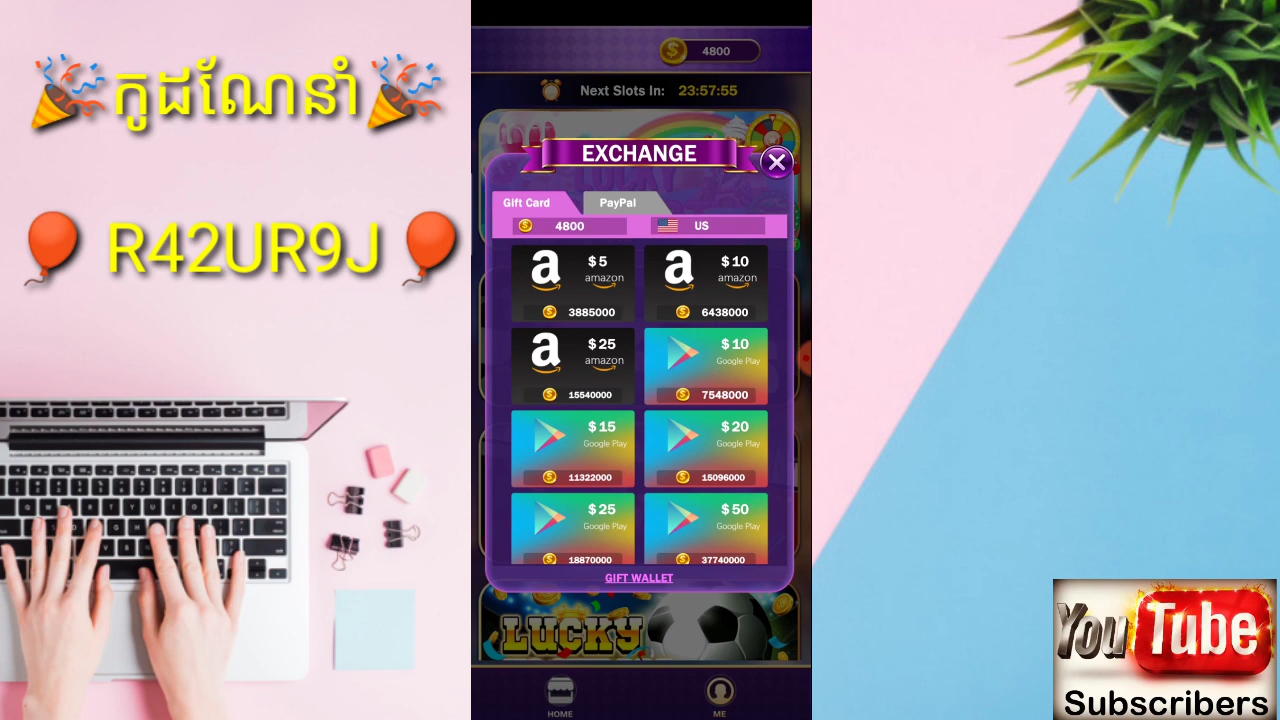 កូដណែនាំ
R42UR9J
4800
Next Slots In: 23:57:55
EXCHANGE
Gift Card PayPal
4800 US
$5 amazon 3885000
$10 amazon 6438000
$25 amazon 15540000
$10 Google Play 7548000
$15 Google Play 11322000
$20 Google Play 15096000
$25 Google Play 18870000
$50 Google Play 37740000
GIFT WALLET
LUCKY
HOME ME
YouTube
Subscribers